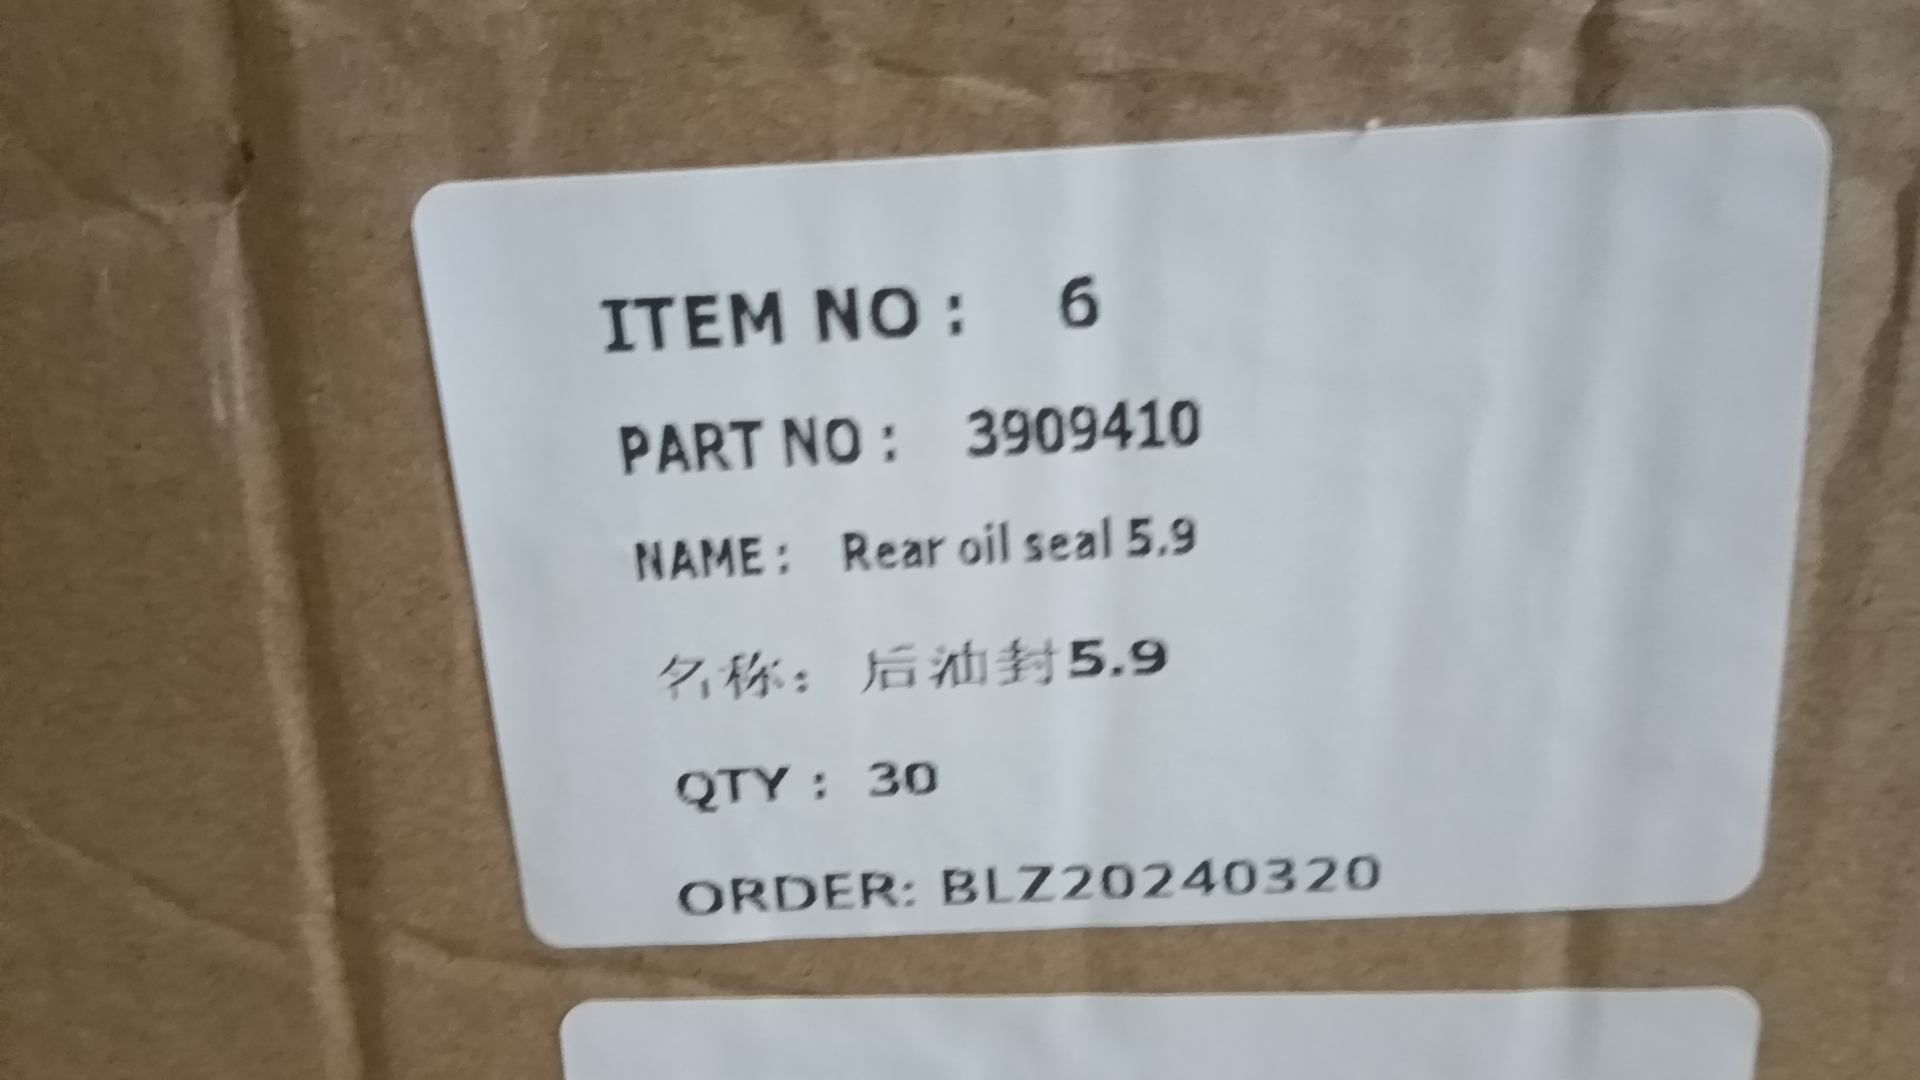 ITEM NO： 6
PART NO： 3909410
NAME： Rear oil seal 5.9
名称： 后油封5.9
QTY： 30
ORDER: BLZ20240320